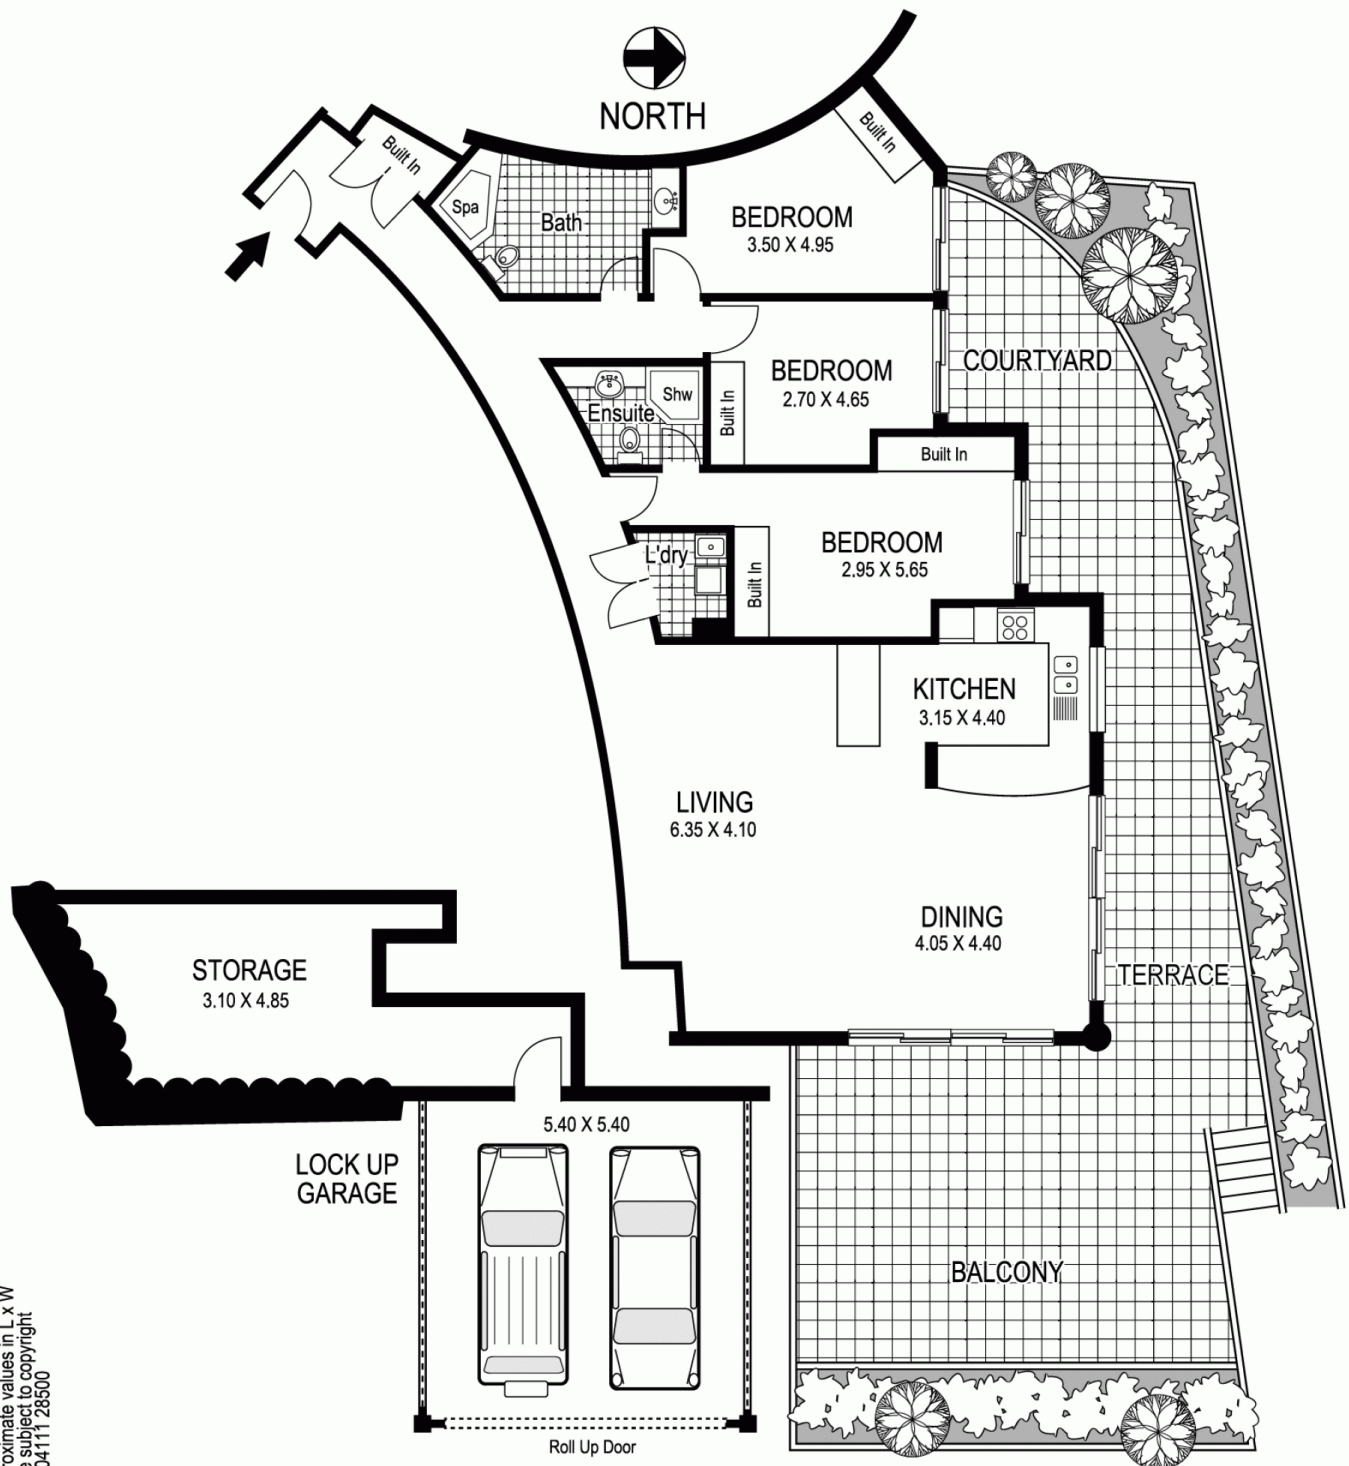 NORTH
Built In
Built In
Spa
Bath
BEDROOM
3.50 X 4.95
COURTYARD
BEDROOM
2.70 X 4.65
Built In
Shw
Ensuite
Built In
BEDROOM
2.95 X 5.65
L'dry
Built In
KITCHEN
3.15 X 4.40
LIVING
6.35 X 4.10
DINING
4.05 X 4.40
TERRACE
STORAGE
3.10 X 4.85
5.40 X 5.40
LOCK UP
GARAGE
BALCONY
Roll Up Door
values in L x W
subject to copyright